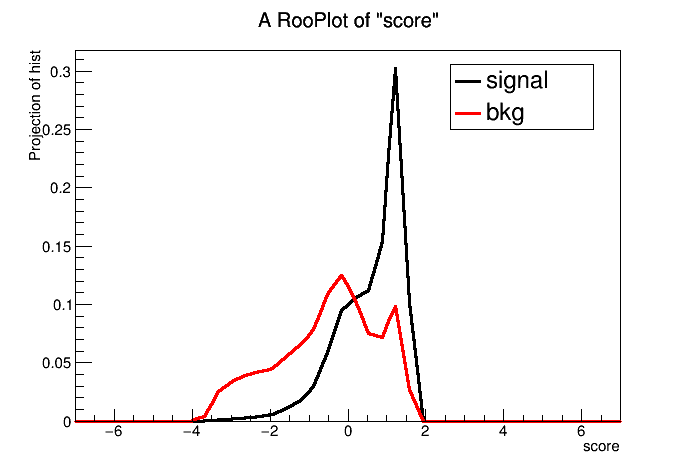 A RooPlot of "score"
Projection of hist
0.3
0.25
0.2
0.15
0.1
0.05
0
signal
bkg
−6 −4 −2 0 2 4 6
score